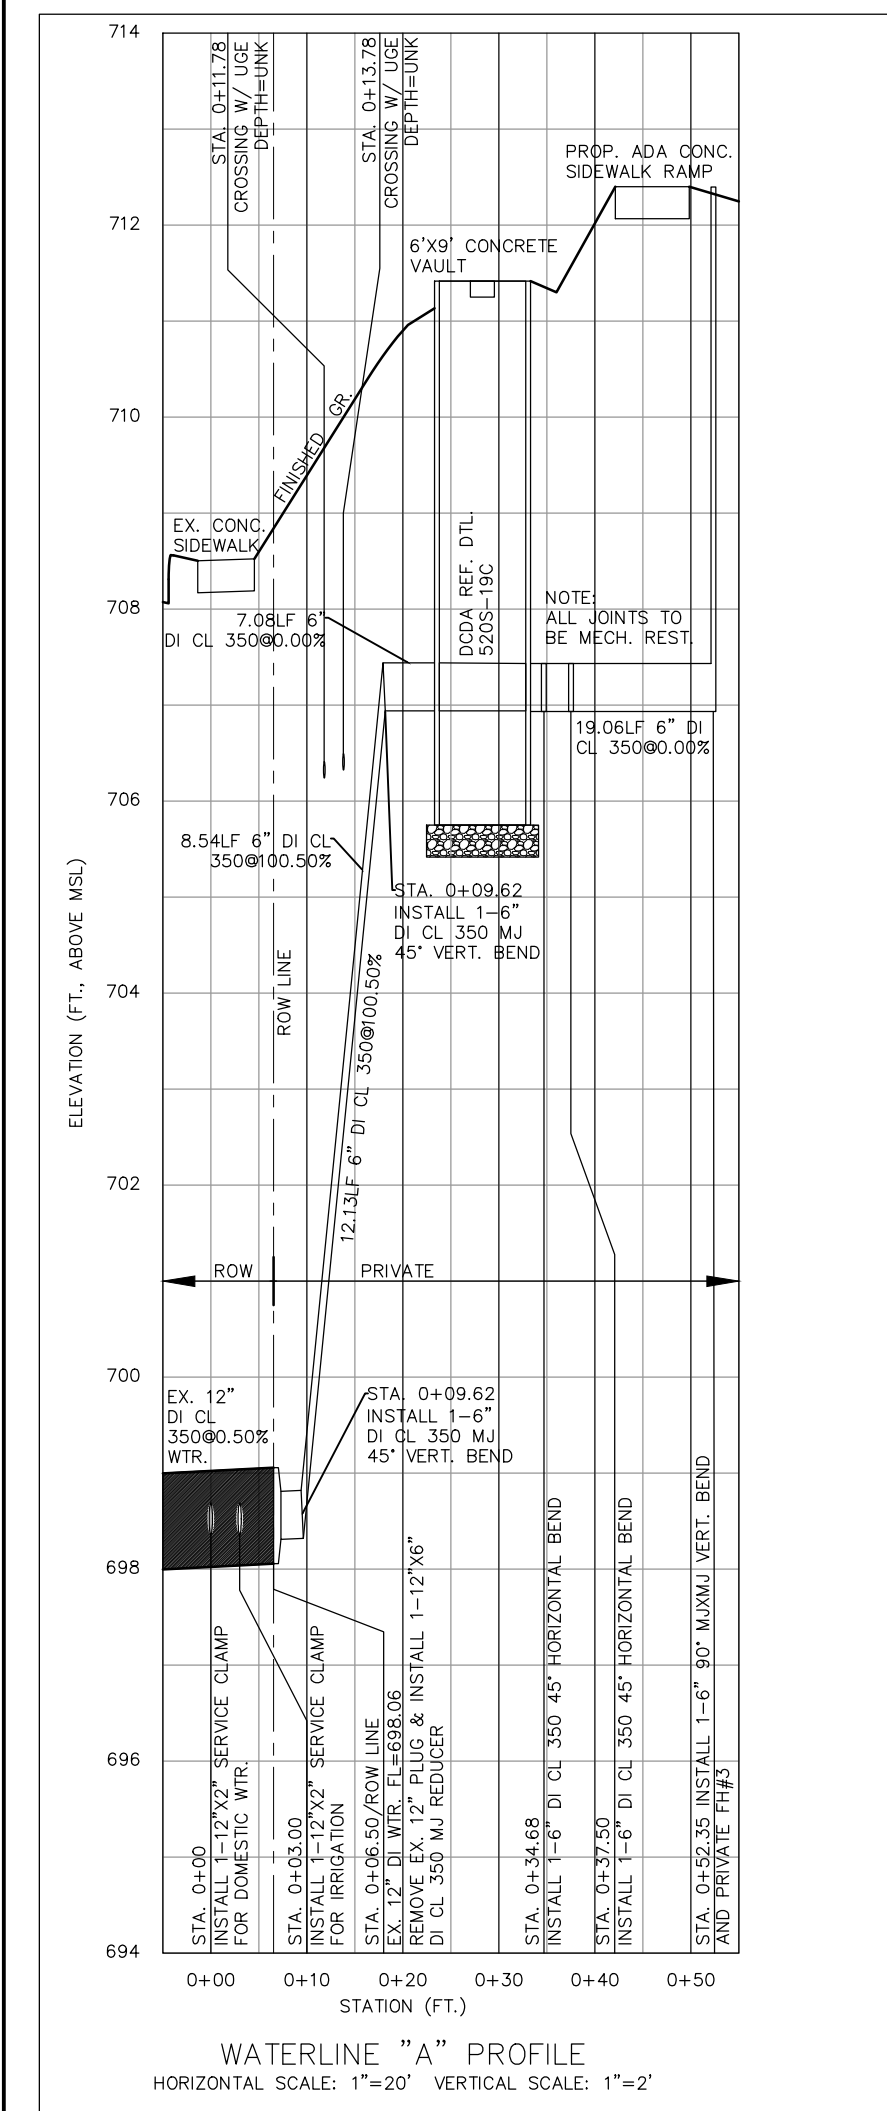 714
712
710
708
706
704
702
700
698
696
694
ELEVATION (FT., ABOVE MSL)
STA. 0+11.78
CROSSING W/ UGE
DEPTH=UNK
STA. 0+13.78
CROSSING W/ UGE
DEPTH=UNK
PROP. ADA CONC.
SIDEWALK RAMP
6'X9' CONCRETE
VAULT
FINISHED GR.
EX. CONC.
SIDEWALK
7.08LF 6"
DI CL 350@0.00%
DCDA REF. DTL.
520S-19C
NOTE:
ALL JOINTS TO
BE MECH. REST.
19.06LF 6" DI
CL 350@0.00%
8.54LF 6" DI CL
350@100.50%
STA. 0+09.62
INSTALL 1-6"
DI CL 350 MJ
45° VERT. BEND
ROW LINE
12.13LF 6" DI CL 350@100.50%
ROW
PRIVATE
EX. 12"
DI CL
350@0.50%
WTR.
STA. 0+09.62
INSTALL 1-6"
DI CL 350 MJ
45° VERT. BEND
STA. 0+00
INSTALL 1-12"X2" SERVICE CLAMP
FOR DOMESTIC WTR.
STA. 0+03.00
INSTALL 1-12"X2" SERVICE CLAMP
FOR IRRIGATION
STA. 0+06.50/ROW LINE
EX. 12" DI WTR. FL=698.06
REMOVE EX. 12" PLUG & INSTALL 1-12"X6"
DI CL 350 MJ REDUCER
STA. 0+34.68
INSTALL 1-6" DI CL 350 45° HORIZONTAL BEND
STA. 0+37.50
INSTALL 1-6" DI CL 350 45° HORIZONTAL BEND
STA. 0+52.35 INSTALL 1-6" 90° MJXMJ VERT. BEND
AND PRIVATE FH#3
0+00 0+10 0+20 0+30 0+40 0+50
STATION (FT.)
WATERLINE "A" PROFILE
HORIZONTAL SCALE: 1"=20' VERTICAL SCALE: 1"=2'